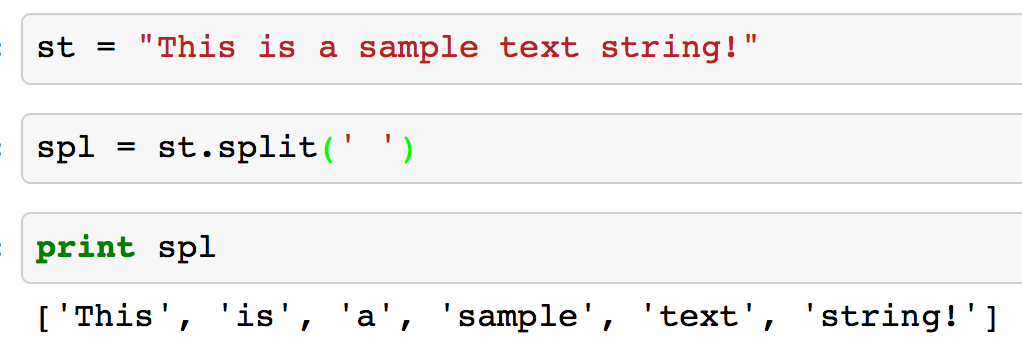 st = "This is a sample text string!"
spl = st.split(' ')
print spl
['This', 'is', 'a', 'sample', 'text', 'string!']